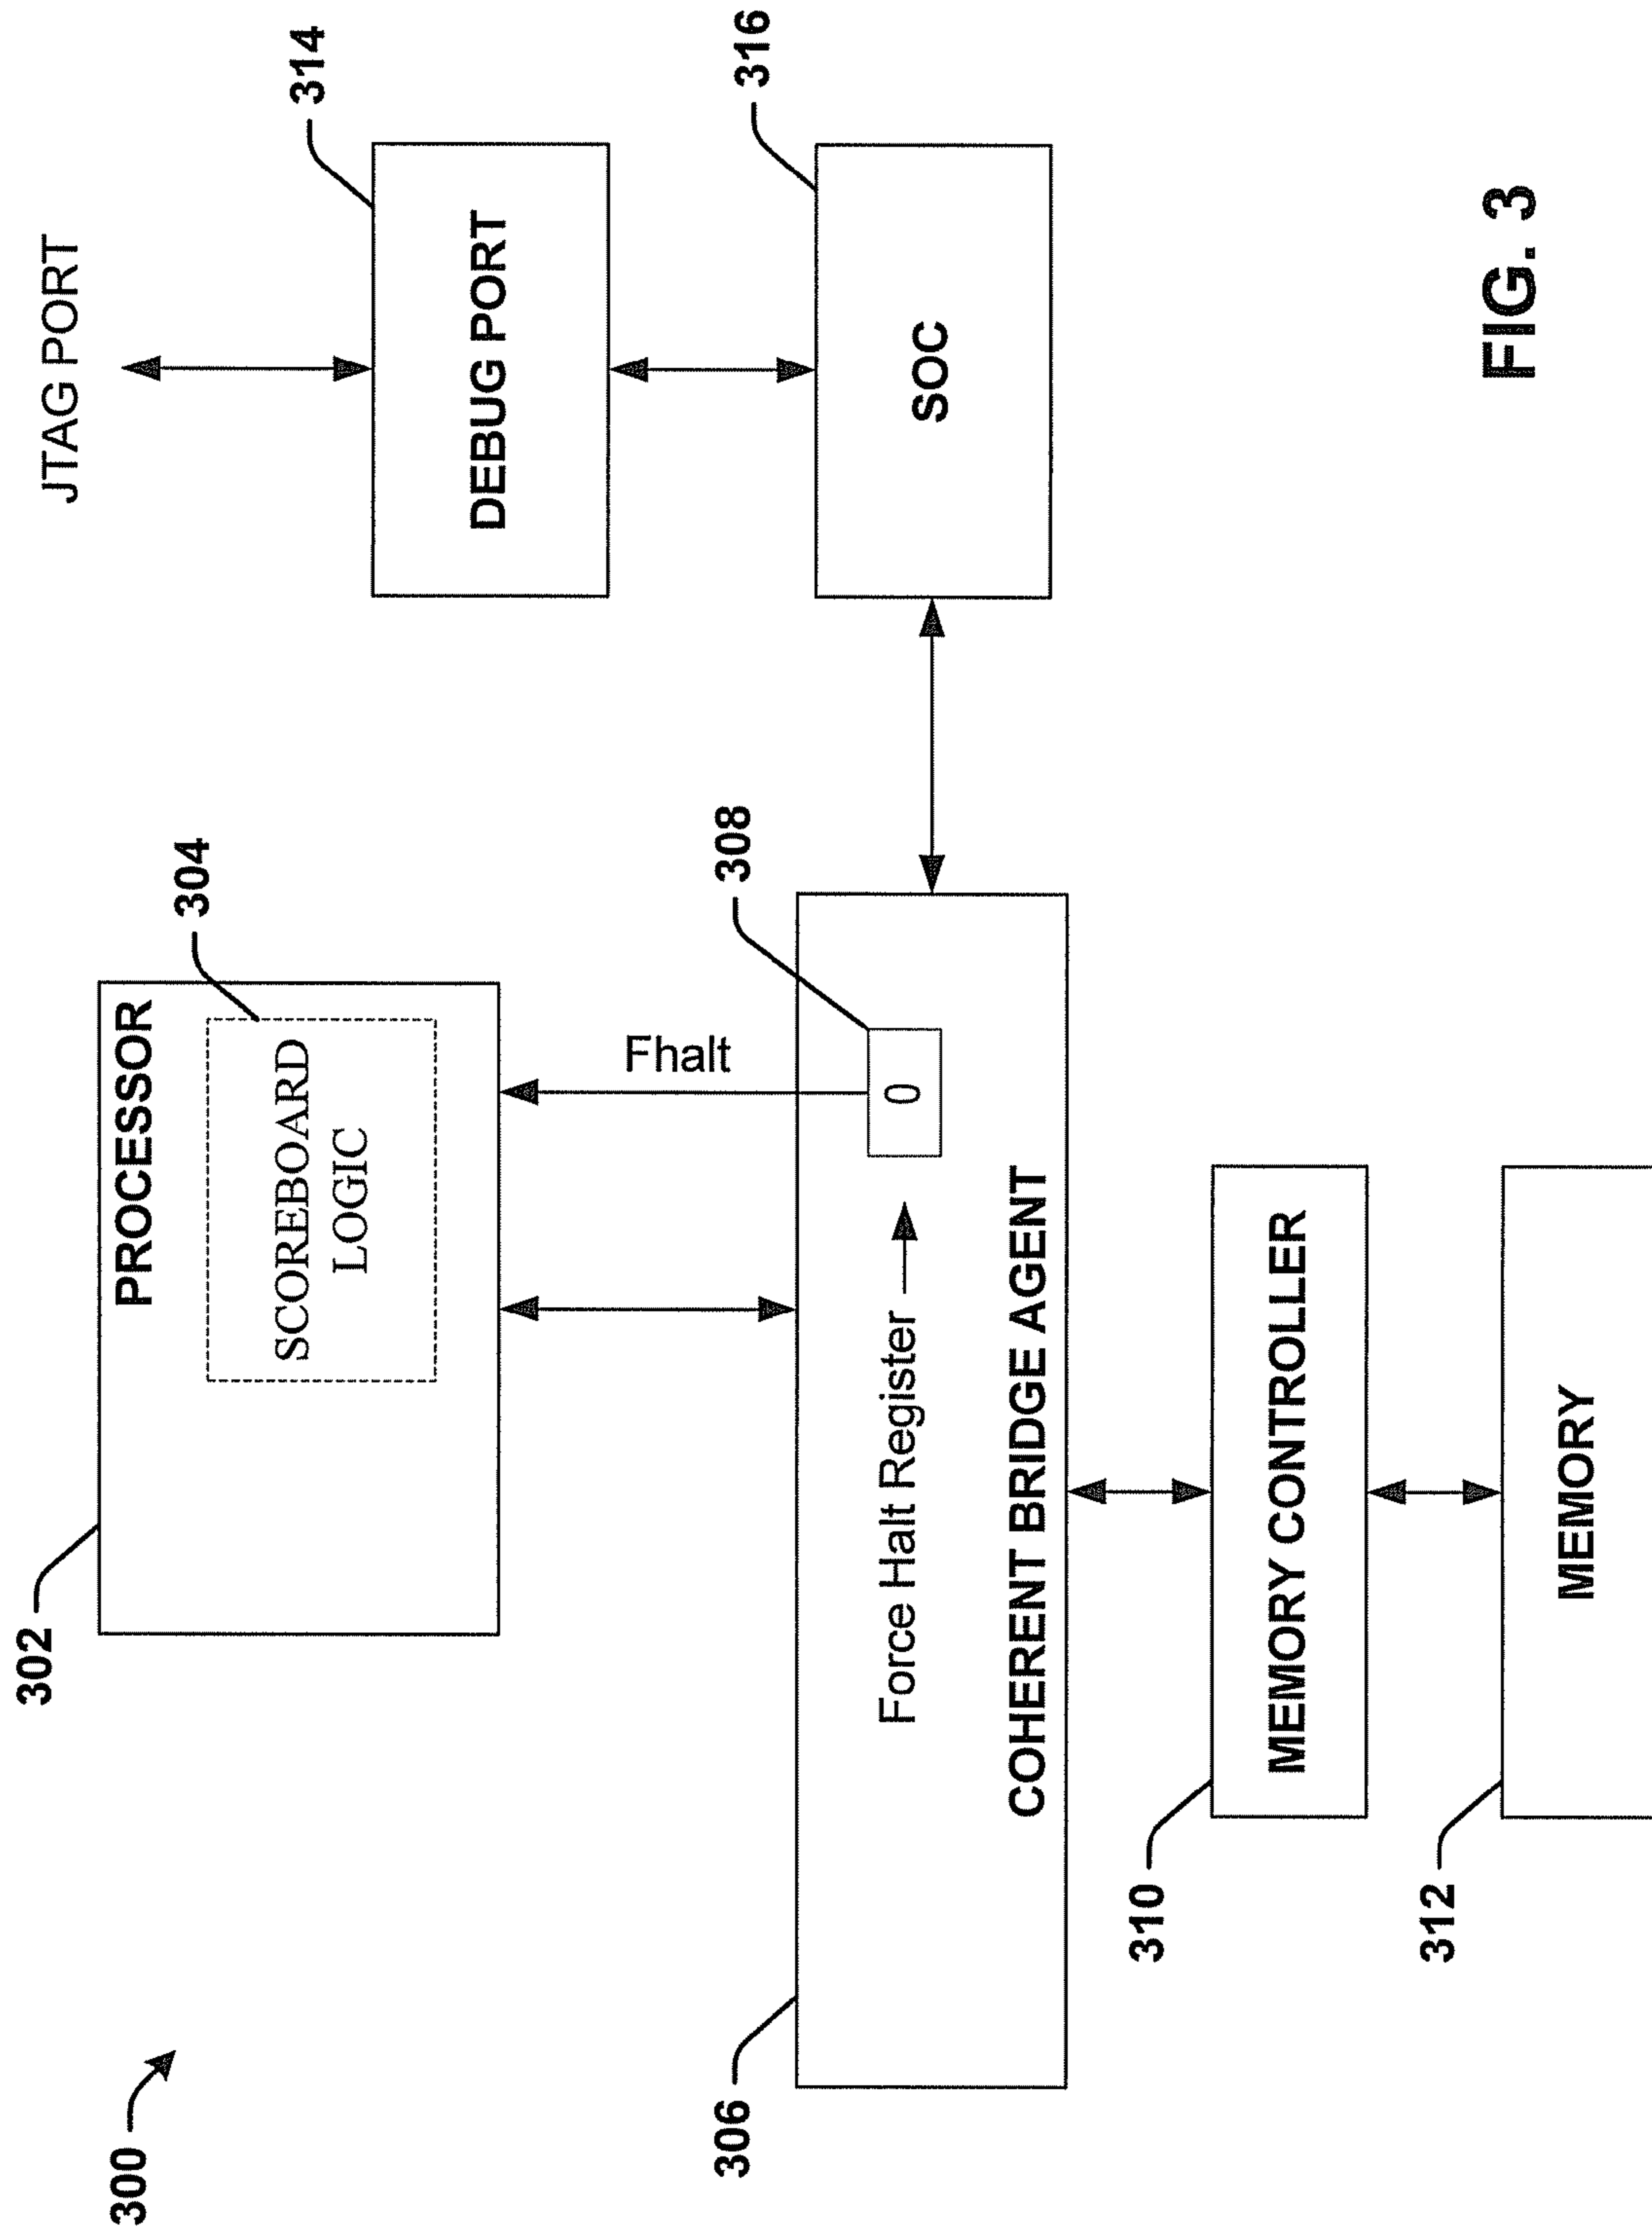 300
302
PROCESSOR
304
SCOREBOARD
LOGIC
JTAG PORT
314
DEBUG PORT
Fhalt
306
308
Force Halt Register
0
COHERENT BRIDGE AGENT
316
SOC
310
MEMORY CONTROLLER
312
MEMORY
FIG. 3